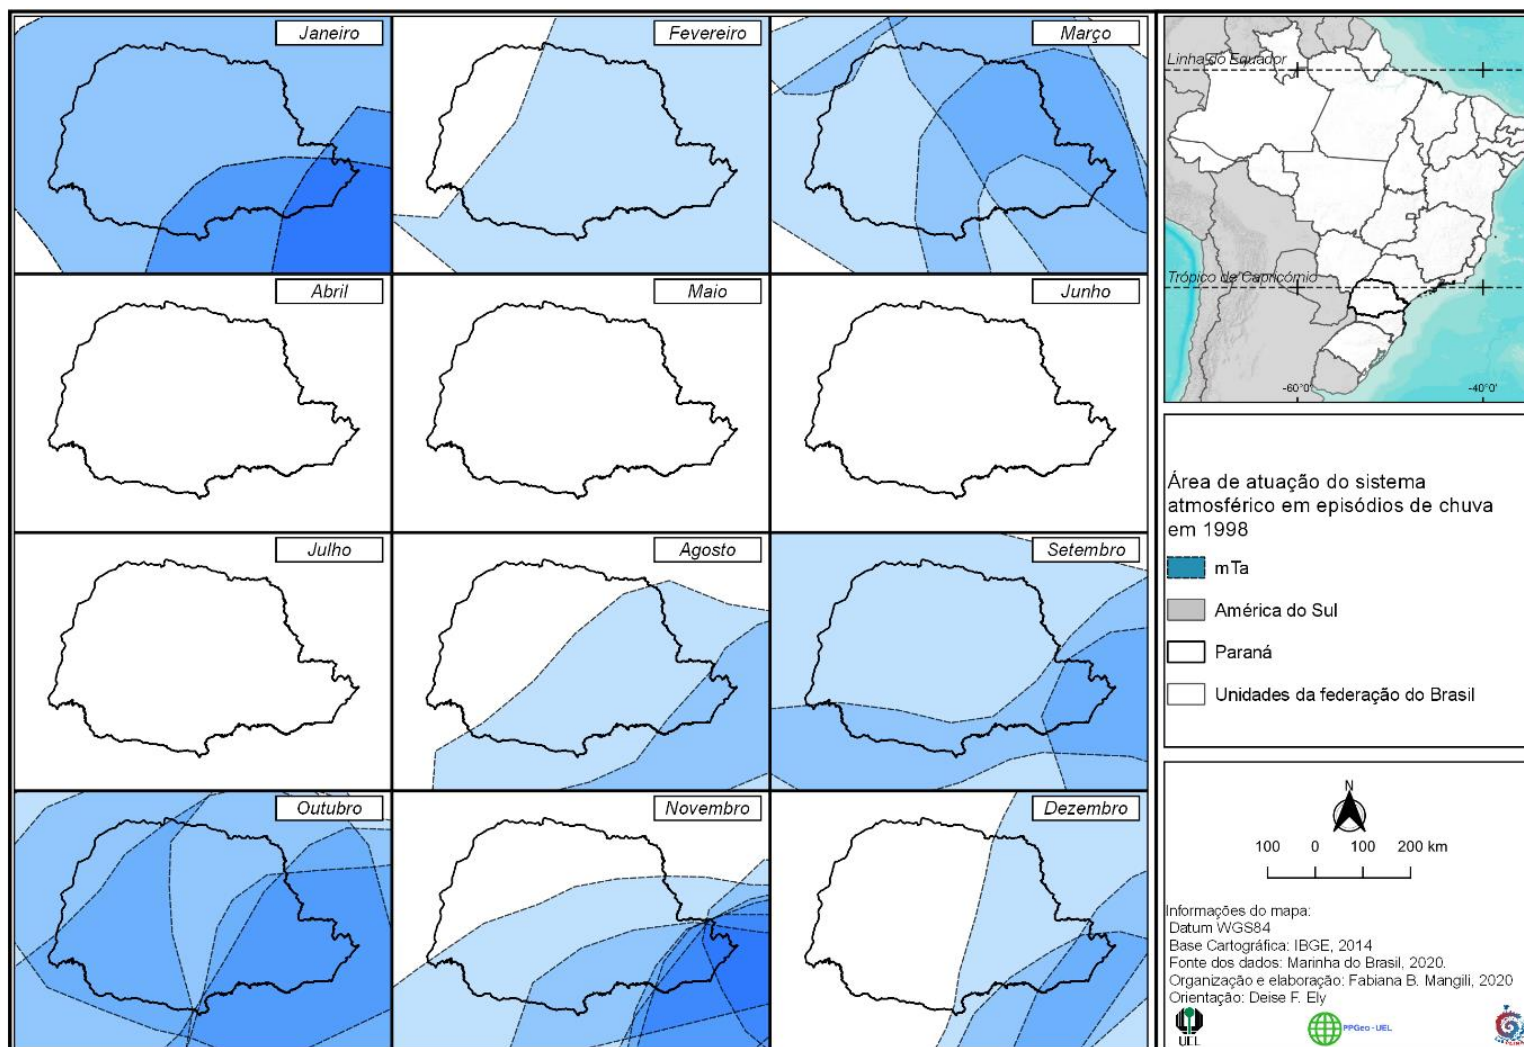 Janeiro
Fevereiro
Março
Abril
Maio
Junho
Julho
Agosto
Setembro
Outubro
Novembro
Dezembro
Linha do Equador
Trópico de Capricórnio
-60°0'
-40°0'
Área de atuação do sistema
atmosférico em episódios de chuva
em 1998
mTa
América do Sul
Paraná
Unidades da federação do Brasil
N
100 0 100 200 km
Informações do mapa:
Datum WGS84
Base Cartográfica: IBGE, 2014
Fonte dos dados: Marinha do Brasil, 2020.
Organização e elaboração: Fabiana B. Mangili, 2020
Orientação: Deise F. Ely
UEL
PPGeo - UEL